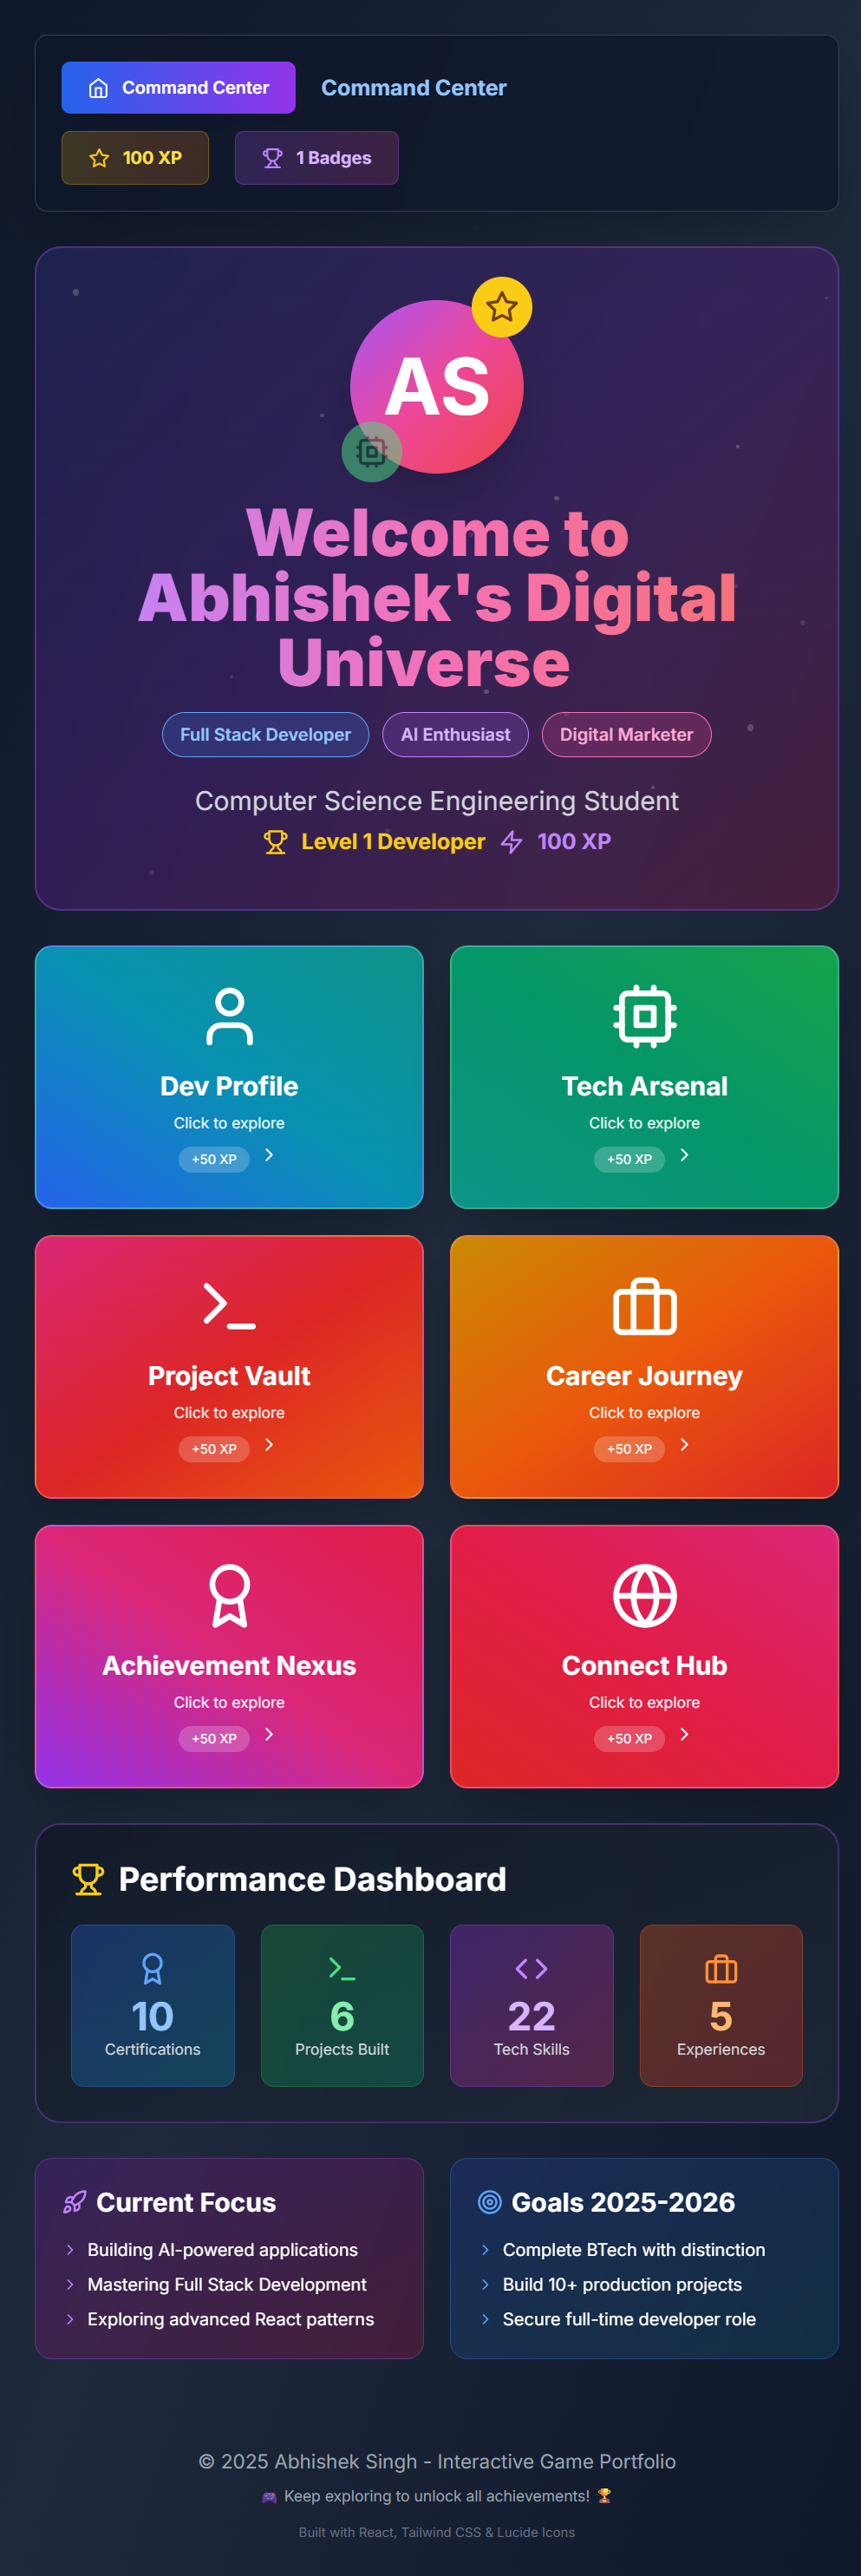 Command Center
Command Center
100 XP
1 Badges
AS
Welcome to
Abhishek's Digital
Universe
Full Stack Developer
AI Enthusiast
Digital Marketer
Computer Science Engineering Student
Level 1 Developer
100 XP
Dev Profile
Click to explore
+50 XP
Tech Arsenal
Click to explore
+50 XP
Project Vault
Click to explore
+50 XP
Career Journey
Click to explore
+50 XP
Achievement Nexus
Click to explore
+50 XP
Connect Hub
Click to explore
+50 XP
Performance Dashboard
10
Certifications
6
Projects Built
22
Tech Skills
5
Experiences
Current Focus
Building AI-powered applications
Mastering Full Stack Development
Exploring advanced React patterns
Goals 2025-2026
Complete BTech with distinction
Build 10+ production projects
Secure full-time developer role
© 2025 Abhishek Singh - Interactive Game Portfolio
🎮 Keep exploring to unlock all achievements! 🏆
Built with React, Tailwind CSS & Lucide Icons